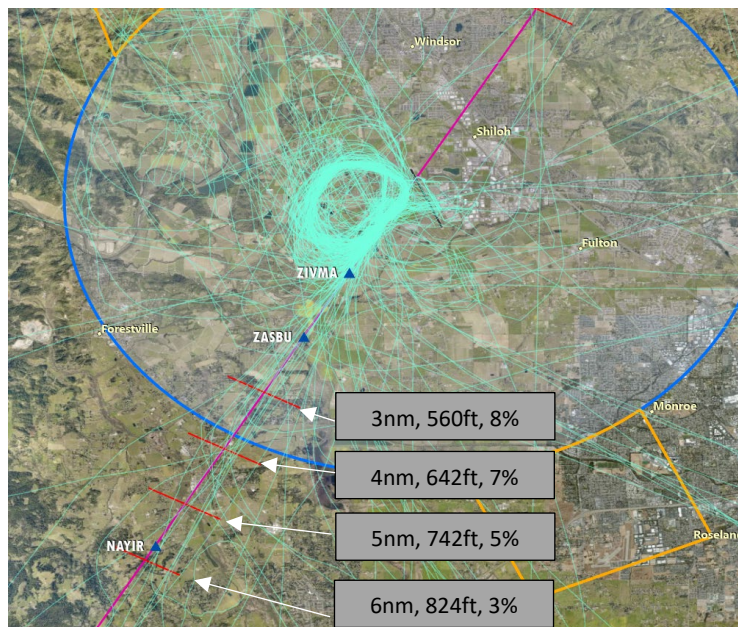 Windsor
Shiloh
Fulton
ZIVMA
ZASBU
Forestville
3nm, 560ft, 8%
Monroe
4nm, 642ft, 7%
5nm, 742ft, 5%
NAYIR
Roselan
6nm, 824ft, 3%